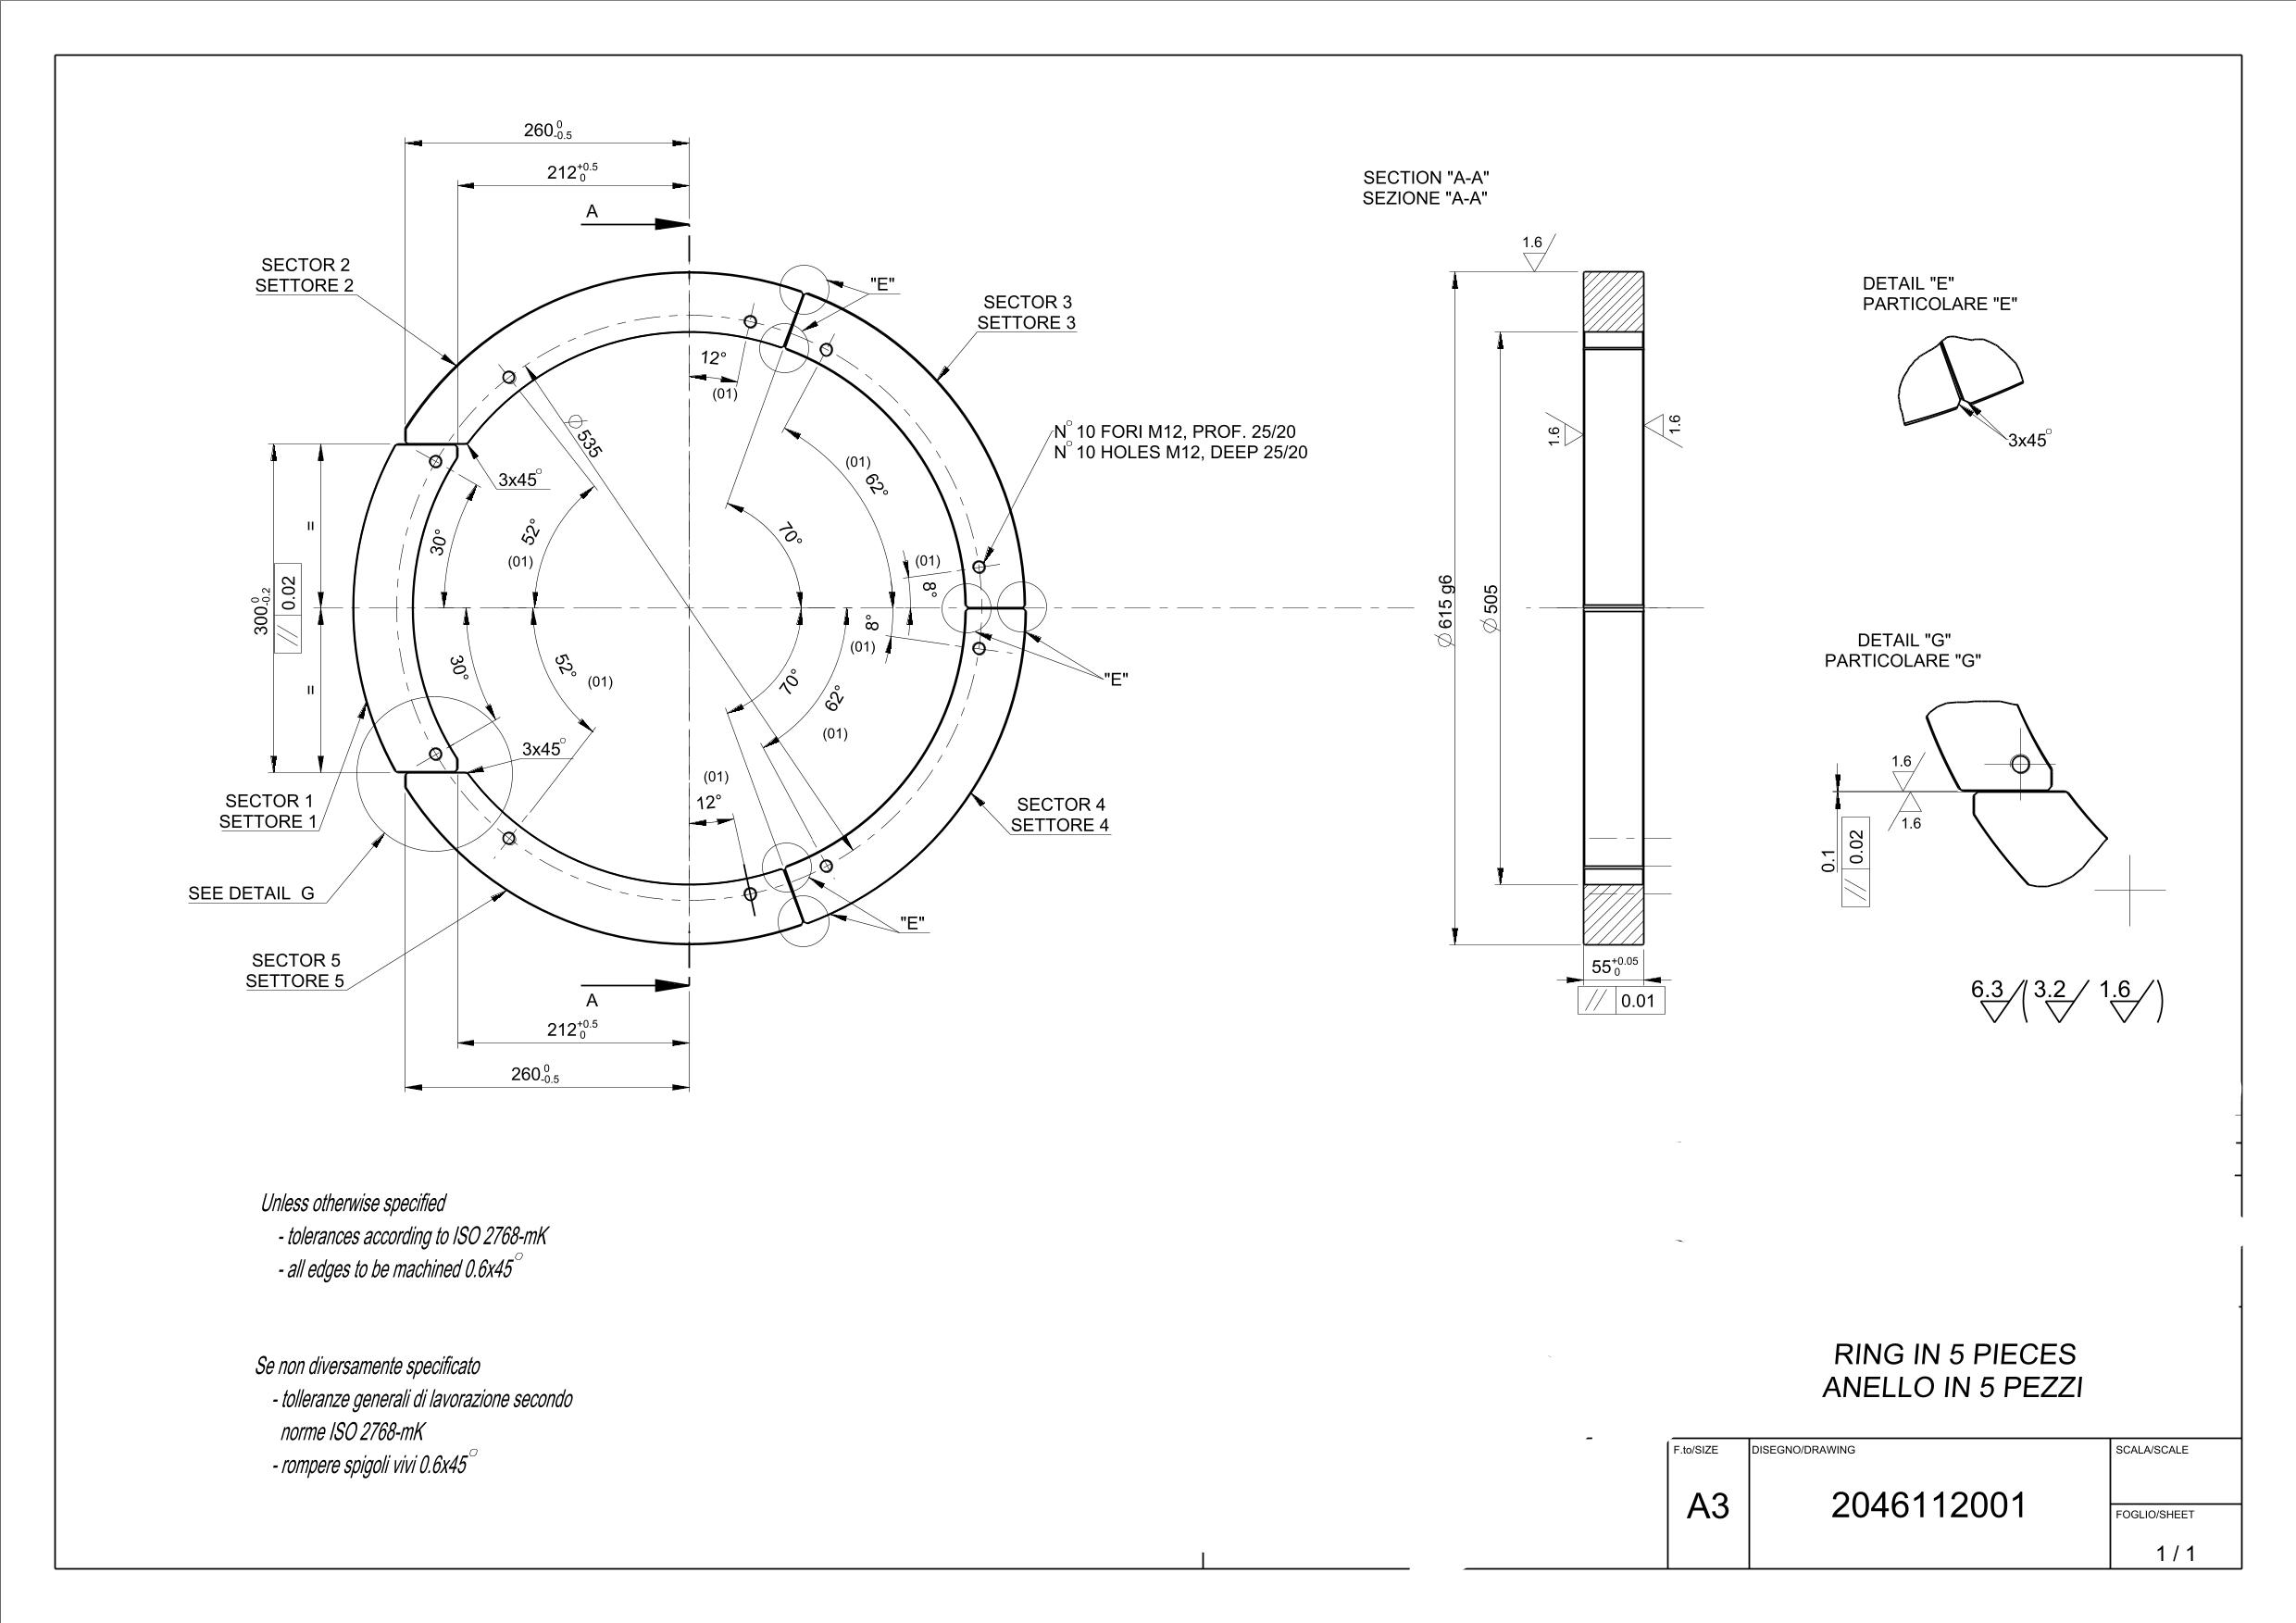 260 0 -0.5
212 +0.5 0
A
SECTION "A-A"
SEZIONE "A-A"
1.6
SECTOR 2
SETTORE 2
"E"
SECTOR 3
SETTORE 3
DETAIL "E"
PARTICOLARE "E"
3x45°
12°
(01)
Ø 535
N° 10 FORI M12, PROF. 25/20
N° 10 HOLES M12, DEEP 25/20
1.6
1.6
3x45°
(01)
62°
30°
52°
(01)
70°
(01)
8°
300 0 -0.2
// 0.02
=
=
Ø 615 g6
Ø 505
8°
(01)
30°
52°
(01)
70°
62°
(01)
"E"
DETAIL "G"
PARTICOLARE "G"
1.6
1.6
0.1
// 0.02
3x45°
(01)
12°
SECTOR 1
SETTORE 1
SECTOR 4
SETTORE 4
SEE DETAIL G
"E"
SECTOR 5
SETTORE 5
A
55 +0.05 0
// 0.01
6.3 ( 3.2 1.6 )
212 +0.5 0
260 0 -0.5
Unless otherwise specified
- tolerances according to ISO 2768-mK
- all edges to be machined 0.6x45°
Se non diversamente specificato
- tolleranze generali di lavorazione secondo
norme ISO 2768-mK
- rompere spigoli vivi 0.6x45°
RING IN 5 PIECES
ANELLO IN 5 PEZZI
F.to/SIZE
A3
DISEGNO/DRAWING
2046112001
SCALA/SCALE
FOGLIO/SHEET
1 / 1